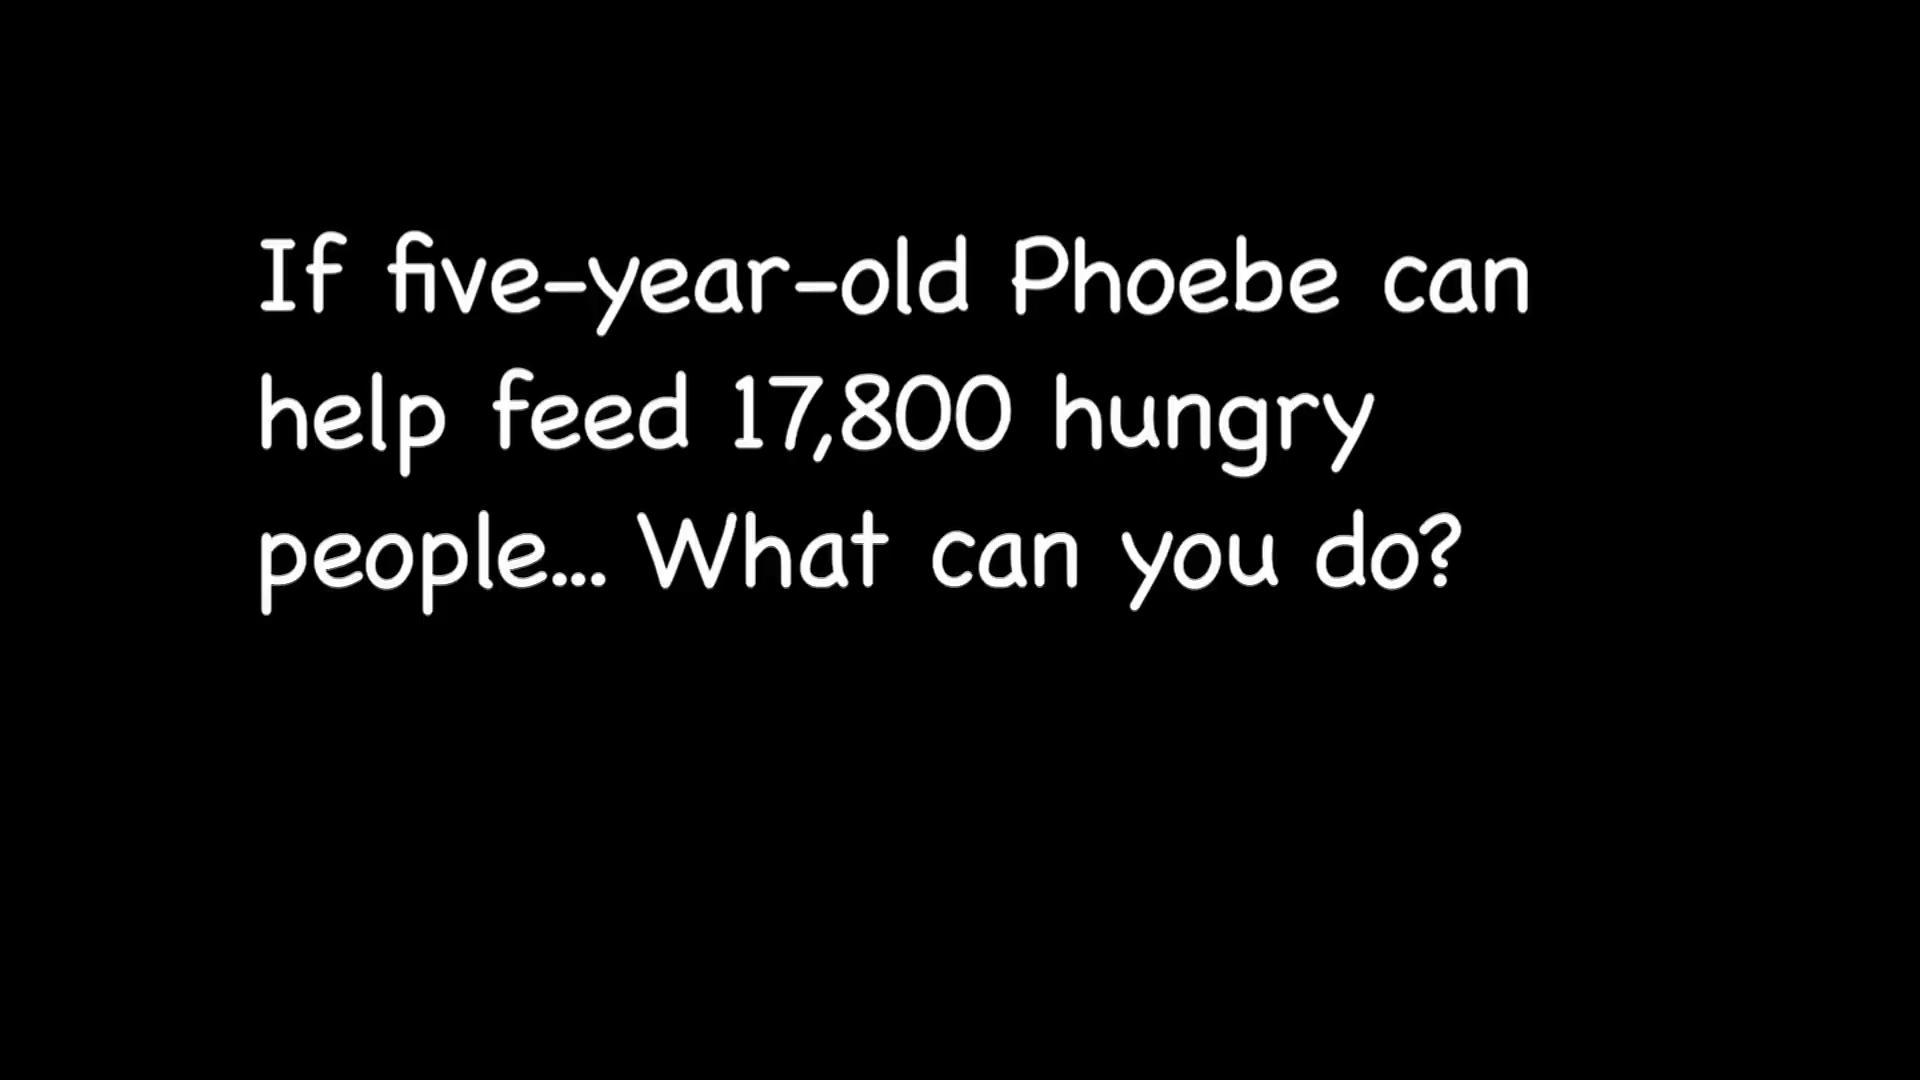 If five-year-old Phoebe can
help feed 17,800 hungry
people... What can you do?